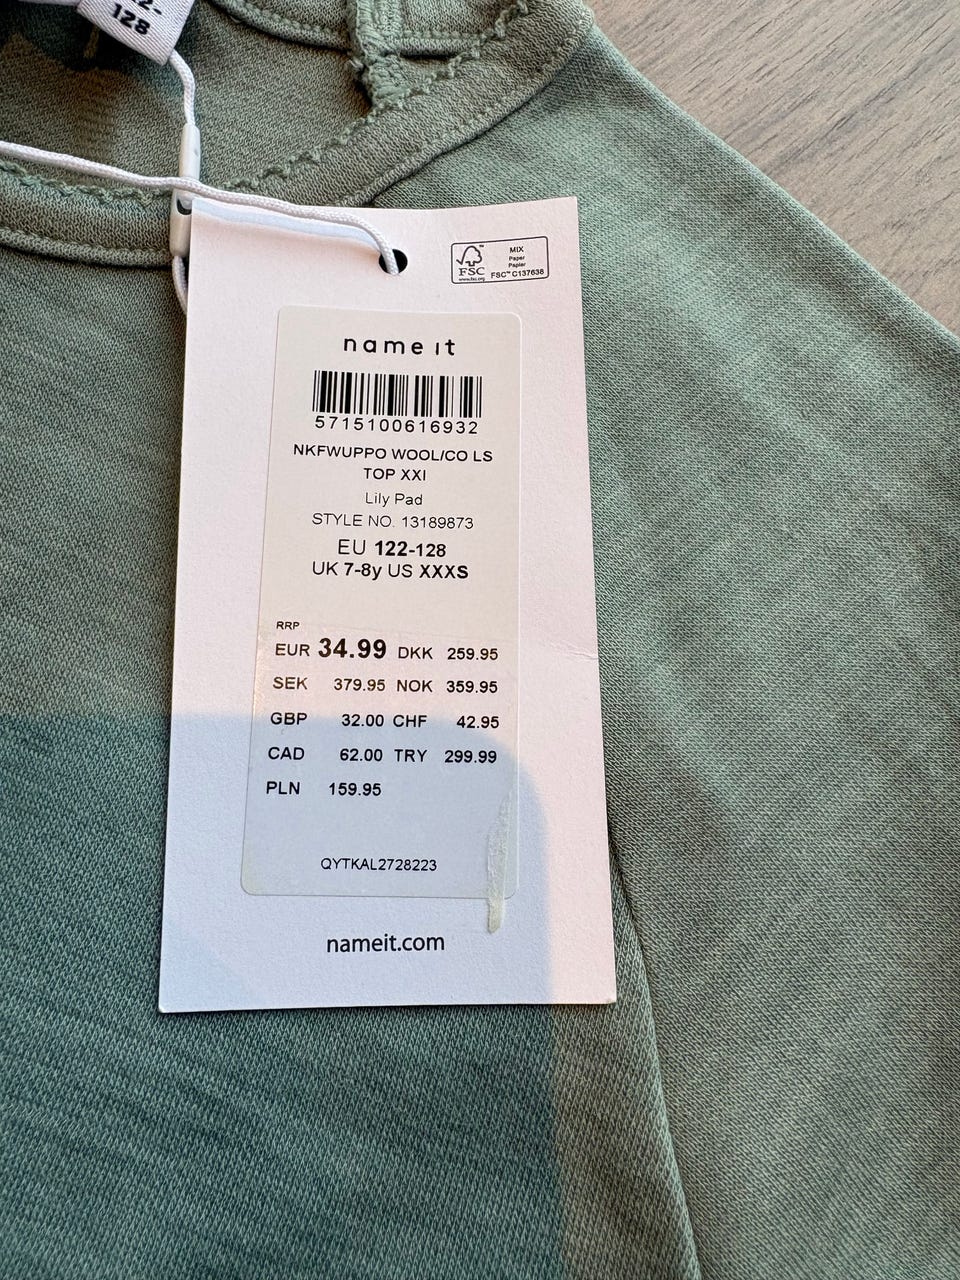 128
MIX
Paper
Papier
FSC™ C137638
FSC™
www.fsc.org
name it
5715100616932
NKFWUPPO WOOL/CO LS
TOP XXI
Lily Pad
STYLE NO. 13189873
EU 122-128
UK 7-8y US XXXS
RRP
EUR 34.99 DKK 259.95
SEK 379.95 NOK 359.95
GBP 32.00 CHF 42.95
CAD 62.00 TRY 299.99
PLN 159.95
QYTKAL2728223
nameit.com